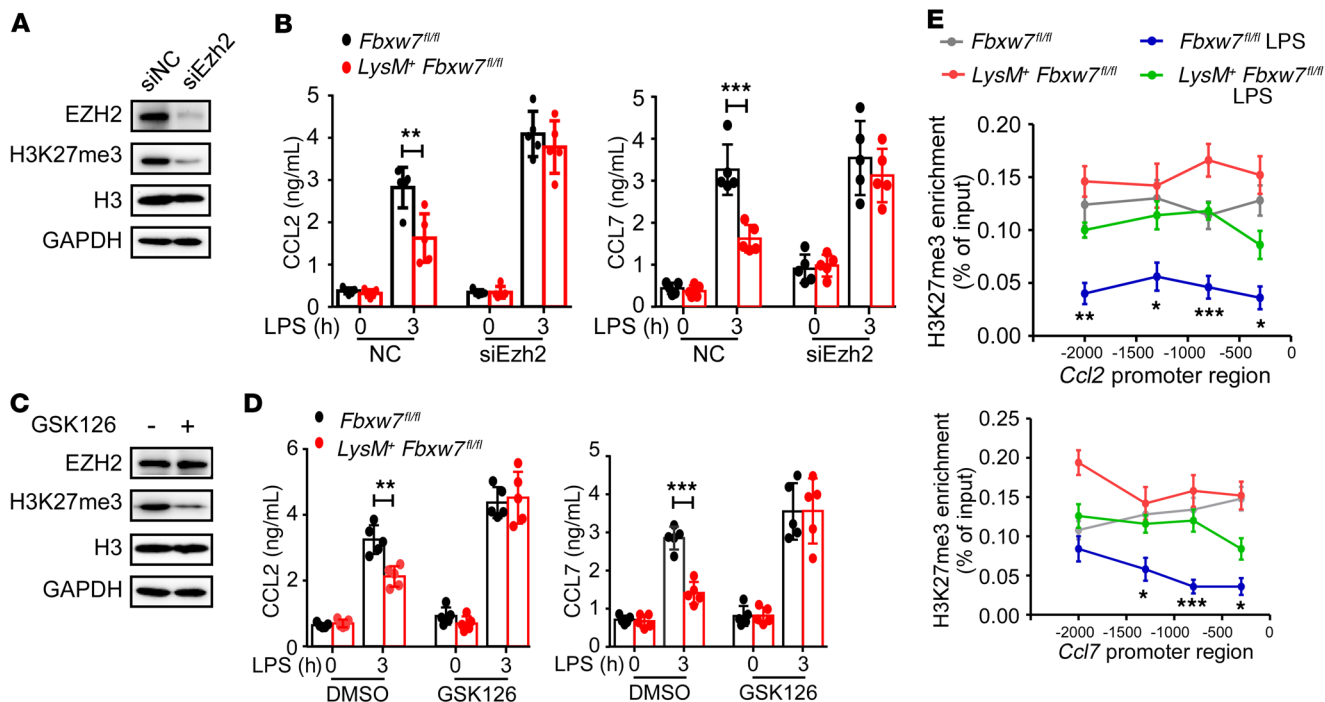 A
siNC siEzh2
EZH2
H3K27me3
H3
GAPDH
B
Fbxw7fl/fl
LysM+ Fbxw7fl/fl
CCL2 (ng/mL)
5
4
3
2
1
0
**
LPS (h) 0 3 0 3
NC siEzh2
CCL7 (ng/mL)
5
4
3
2
1
0
***
LPS (h) 0 3 0 3
NC siEzh2
C
GSK126 - +
EZH2
H3K27me3
H3
GAPDH
D
Fbxw7fl/fl
LysM+ Fbxw7fl/fl
CCL2 (ng/mL)
6
4
2
0
**
LPS (h) 0 3 0 3
DMSO GSK126
CCL7 (ng/mL)
5
4
3
2
1
0
***
LPS (h) 0 3 0 3
DMSO GSK126
E
Fbxw7fl/fl Fbxw7fl/fl LPS
LysM+ Fbxw7fl/fl LysM+ Fbxw7fl/fl
LPS
H3K27me3 enrichment
(% of input)
0.20
0.15
0.10
0.05
0.00
** * *** *
-2000 -1500 -1000 -500 0
Ccl2 promoter region
H3K27me3 enrichment
(% of input)
0.25
0.20
0.15
0.10
0.05
0.00
* *** *
-2000 -1500 -1000 -500 0
Ccl7 promoter region